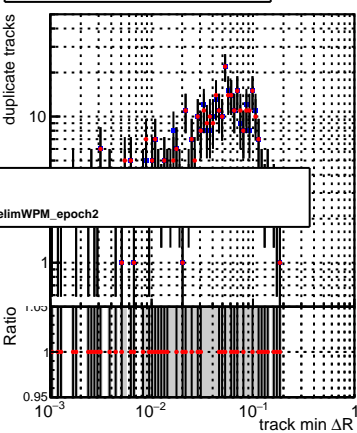 duplicate tracks
10
elimWPM_epoch2
1
1.05
Ratio
1
0.95
10⁻³ 10⁻² 10⁻¹ 1
track min ΔR